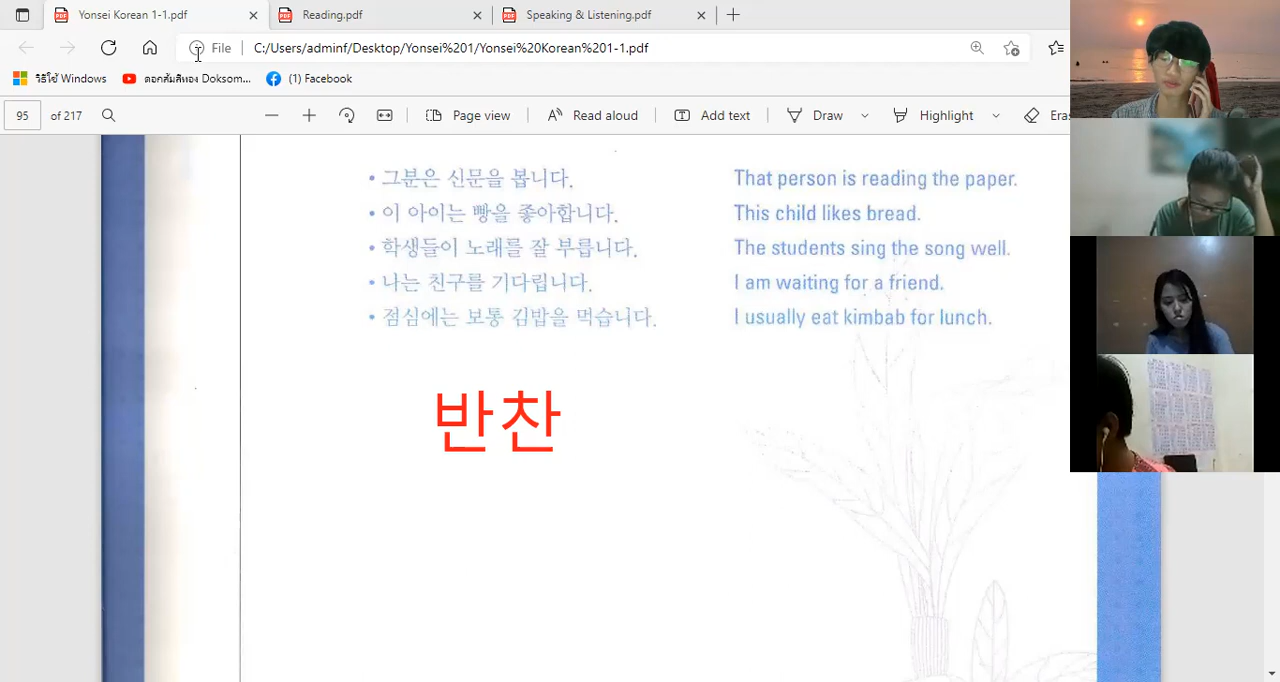 Yonsei Korean 1-1.pdf
Reading.pdf
Speaking & Listening.pdf
File
C:/Users/adminf/Desktop/Yonsei%201/Yonsei%20Korean%201-1.pdf
วิธีใช้ Windows
ดอกส้มสีทอง Doksom...
(1) Facebook
95 of 217
Page view
Read aloud
Add text
Draw
Highlight
Eras
• 그분은 신문을 봅니다. That person is reading the paper.
• 이 아이는 빵을 좋아합니다. This child likes bread.
• 학생들이 노래를 잘 부릅니다. The students sing the song well.
• 나는 친구를 기다립니다. I am waiting for a friend.
• 점심에는 보통 김밥을 먹습니다. I usually eat kimbab for lunch.
반찬